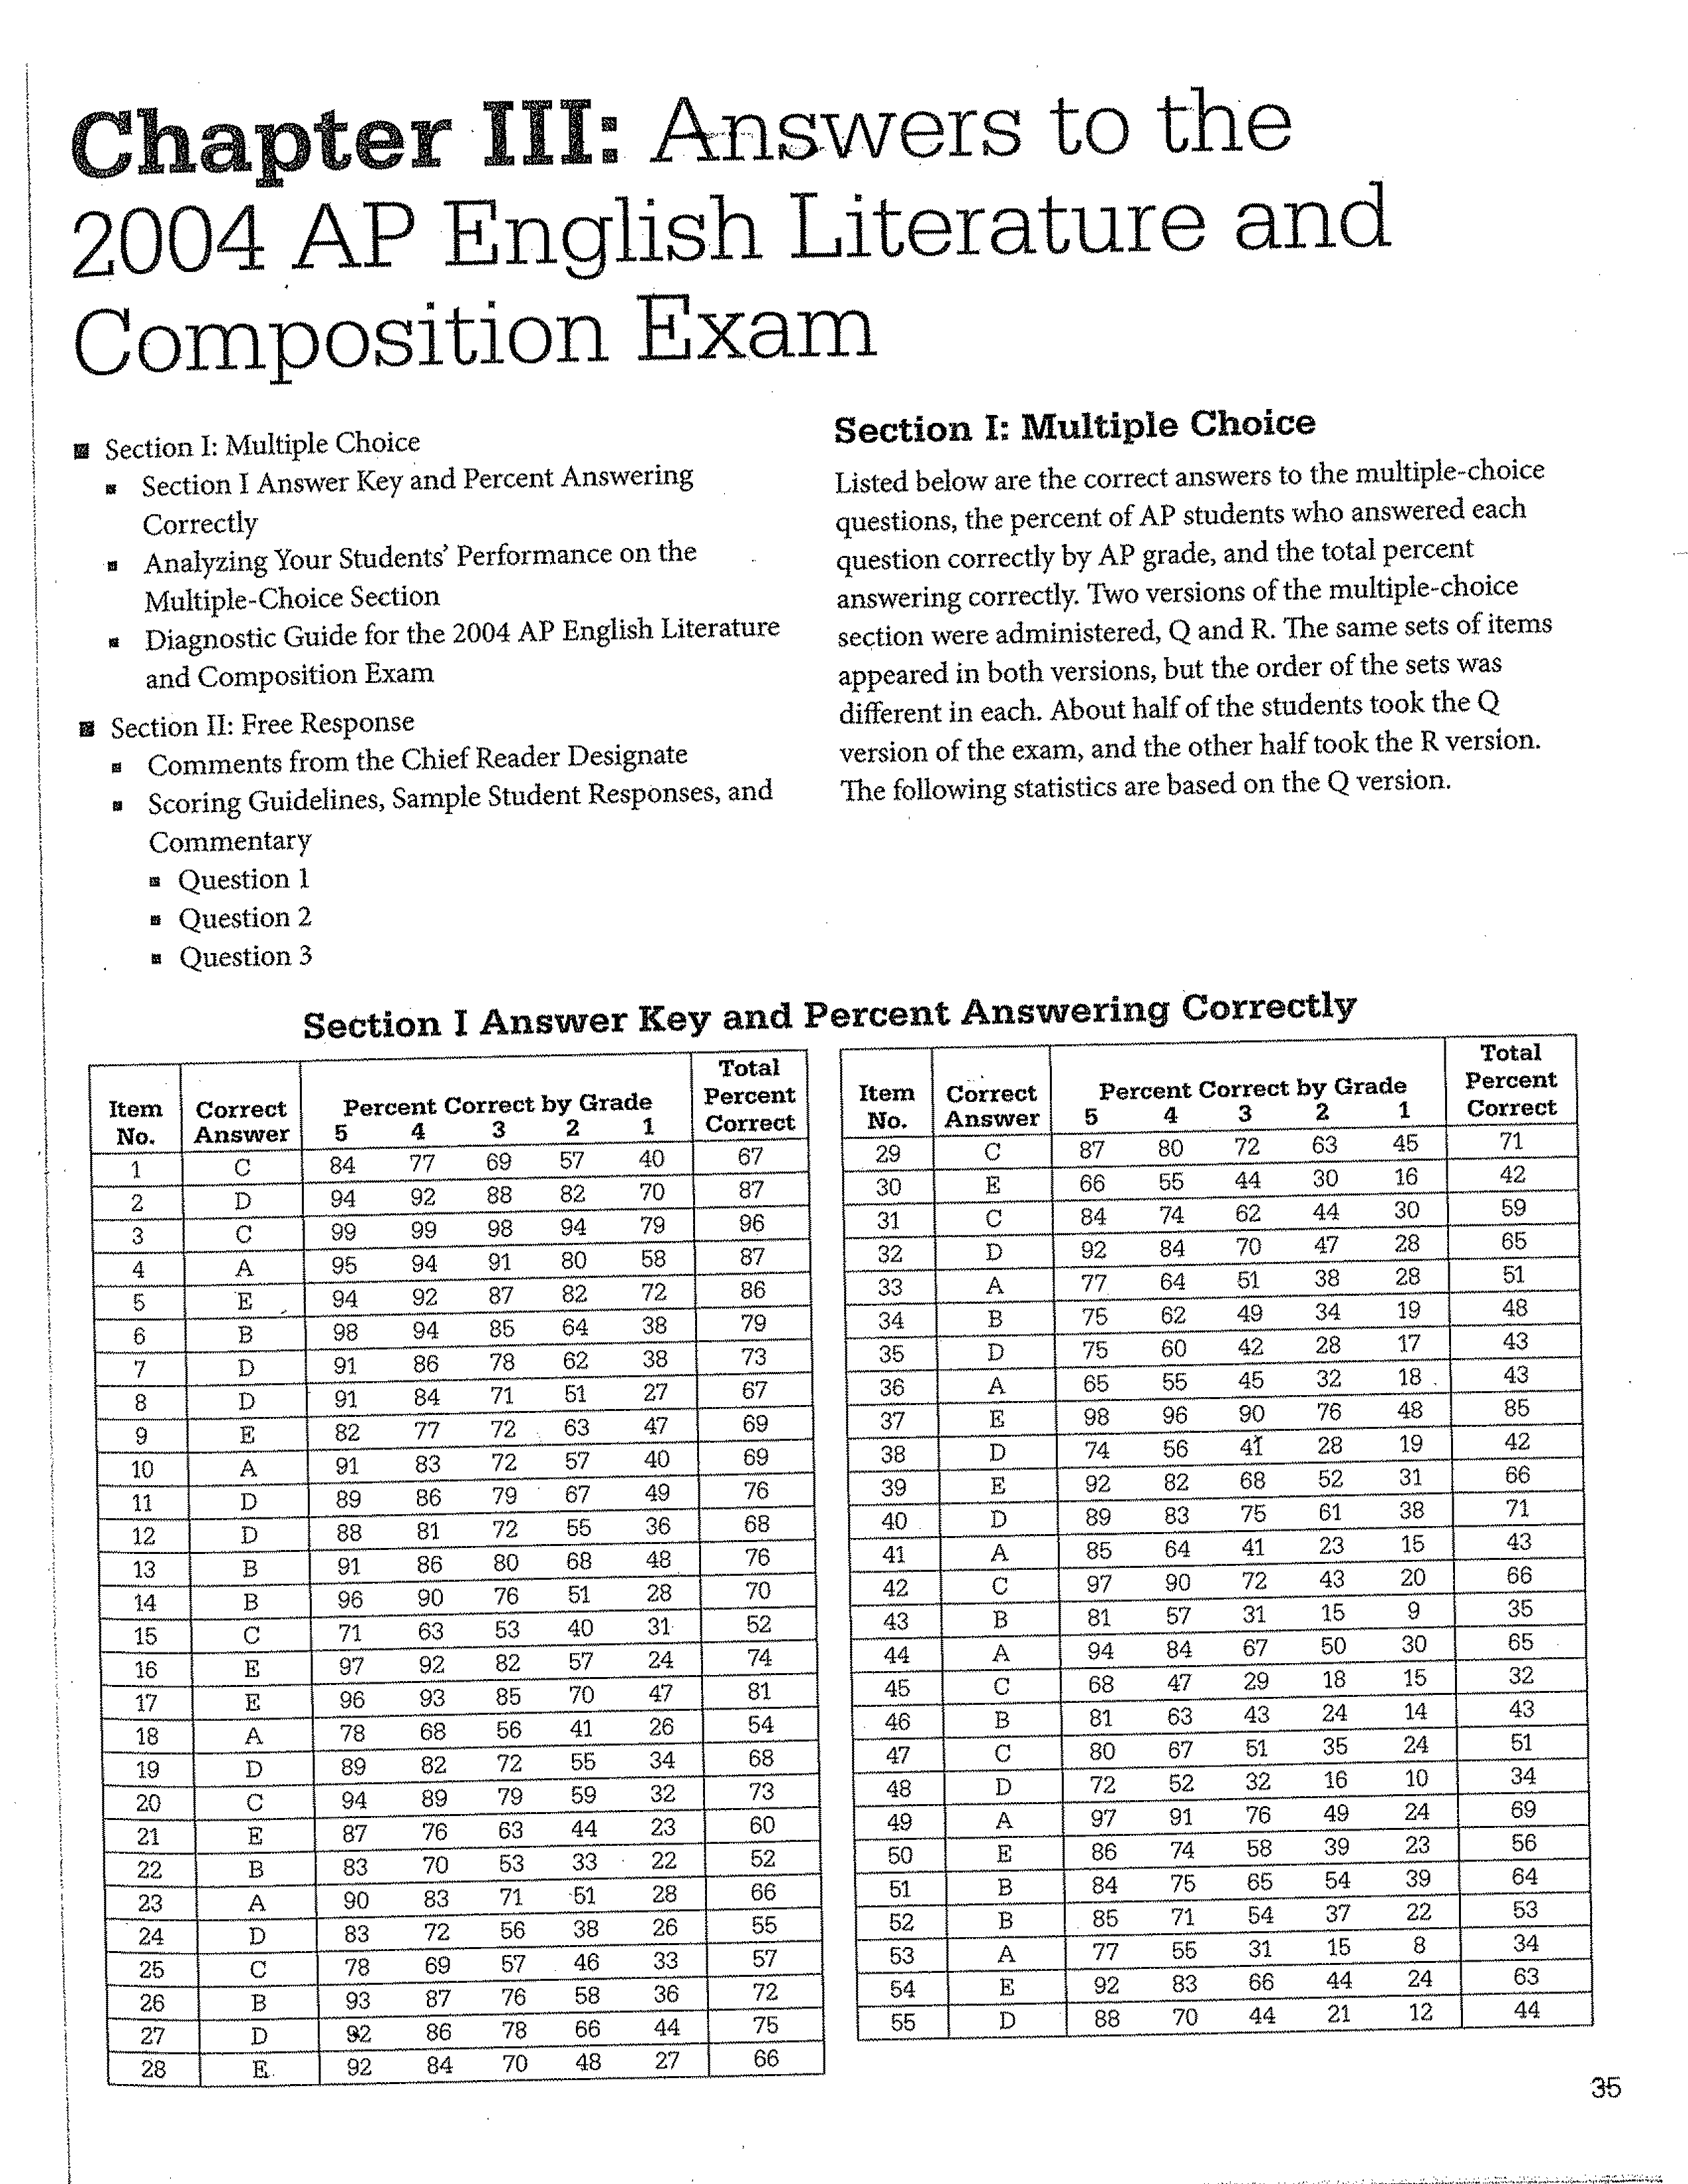 Chapter III: Answers to the
2004 AP English Literature and
Composition Exam
■ Section I: Multiple Choice
■ Section I Answer Key and Percent Answering
Correctly
■ Analyzing Your Students' Performance on the
Multiple-Choice Section
■ Diagnostic Guide for the 2004 AP English Literature
and Composition Exam
■ Section II: Free Response
■ Comments from the Chief Reader Designate
■ Scoring Guidelines, Sample Student Responses, and
Commentary
■ Question 1
■ Question 2
■ Question 3
Section I: Multiple Choice
Listed below are the correct answers to the multiple-choice
questions, the percent of AP students who answered each
question correctly by AP grade, and the total percent
answering correctly. Two versions of the multiple-choice
section were administered, Q and R. The same sets of items
appeared in both versions, but the order of the sets was
different in each. About half of the students took the Q
version of the exam, and the other half took the R version.
The following statistics are based on the Q version.
Section I Answer Key and Percent Answering Correctly
Item No. Correct Answer Percent Correct by Grade Total Percent Correct
5 4 3 2 1
1 C 84 77 69 57 40 67
2 D 94 92 88 82 70 87
3 C 99 99 98 94 79 96
4 A 95 94 91 80 58 87
5 E 94 92 87 82 72 86
6 B 98 94 85 64 38 79
7 D 91 86 78 62 38 73
8 D 91 84 71 51 27 67
9 E 82 77 72 63 47 69
10 A 91 83 72 57 40 69
11 D 89 86 79 67 49 76
12 D 88 81 72 55 36 68
13 B 91 86 80 68 48 76
14 B 96 90 76 51 28 70
15 C 71 63 53 40 31 52
16 E 97 92 82 57 24 74
17 E 96 93 85 70 47 81
18 A 78 68 56 41 26 54
19 D 89 82 72 55 34 68
20 C 94 89 79 59 32 73
21 E 87 76 63 44 23 60
22 B 83 70 53 33 22 52
23 A 90 83 71 51 28 66
24 D 83 72 56 38 26 55
25 C 78 69 57 46 33 57
26 B 93 87 76 58 36 72
27 D 92 86 78 66 44 75
28 E 92 84 70 48 27 66
Item No. Correct Answer Percent Correct by Grade Total Percent Correct
5 4 3 2 1
29 C 87 80 72 63 45 71
30 E 66 55 44 30 16 42
31 C 84 74 62 44 30 59
32 D 92 84 70 47 28 65
33 A 77 64 51 38 28 51
34 B 75 62 49 34 19 48
35 D 75 60 42 28 17 43
36 A 65 55 45 32 18 43
37 E 98 96 90 76 48 85
38 D 74 56 41 28 19 42
39 E 92 82 68 52 31 66
40 D 89 83 75 61 38 71
41 A 85 64 41 23 15 43
42 C 97 90 72 43 20 66
43 B 81 57 31 15 9 35
44 A 94 84 67 50 30 65
45 C 68 47 29 18 15 32
46 B 81 63 43 24 14 43
47 C 80 67 51 35 24 51
48 D 72 52 32 16 10 34
49 A 97 91 76 49 24 69
50 E 86 74 58 39 23 56
51 B 84 75 65 54 39 64
52 B 85 71 54 37 22 53
53 A 77 55 31 15 8 34
54 E 92 83 66 44 24 63
55 D 88 70 44 21 12 44
35